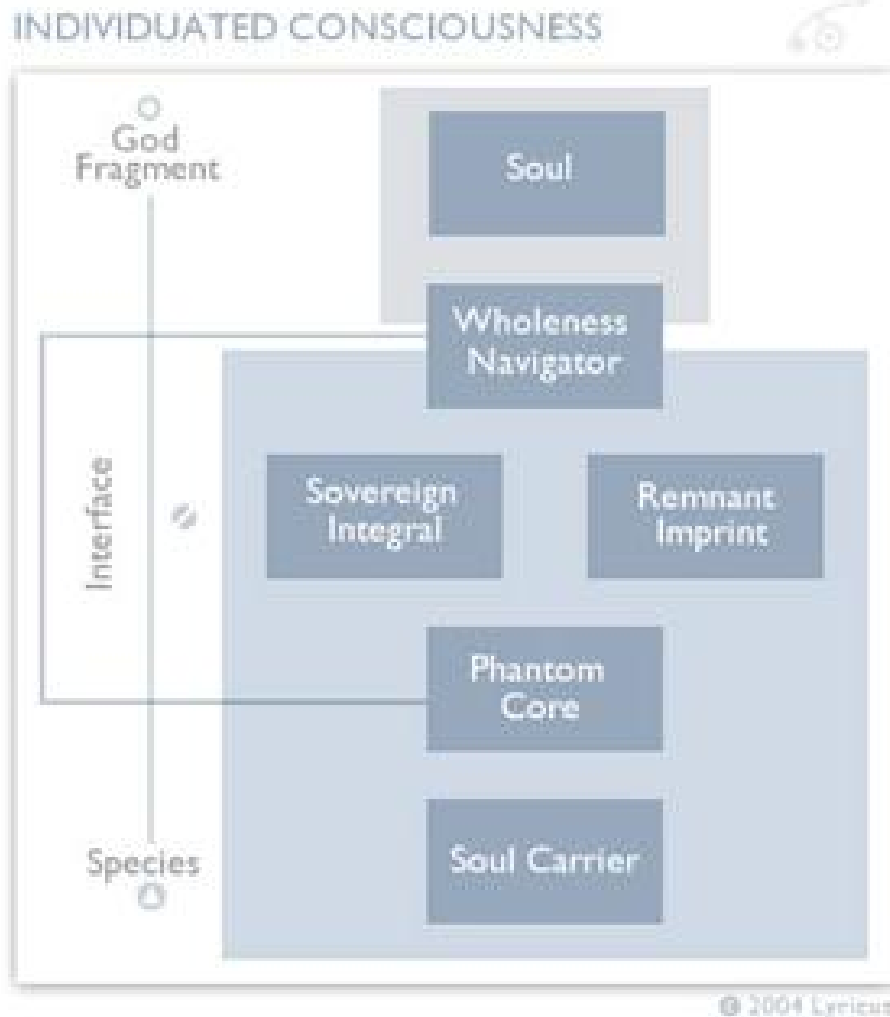 INDIVIDUATED CONSCIOUSNESS
God
Fragment
Soul
Wholeness
Navigator
Interface
Sovereign
Integral
Remnant
Imprint
Phantom
Core
Species
Soul Carrier
© 2004 Lyricus